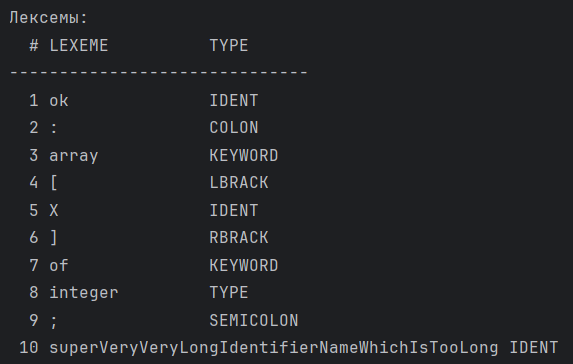 Лексемы:
# LEXEME TYPE
------------------------------
1 ok IDENT
2 : COLON
3 array KEYWORD
4 [ LBRACK
5 X IDENT
6 ] RBRACK
7 of KEYWORD
8 integer TYPE
9 ; SEMICOLON
10 superVeryVeryLongIdentifierNameWhichIsTooLong IDENT